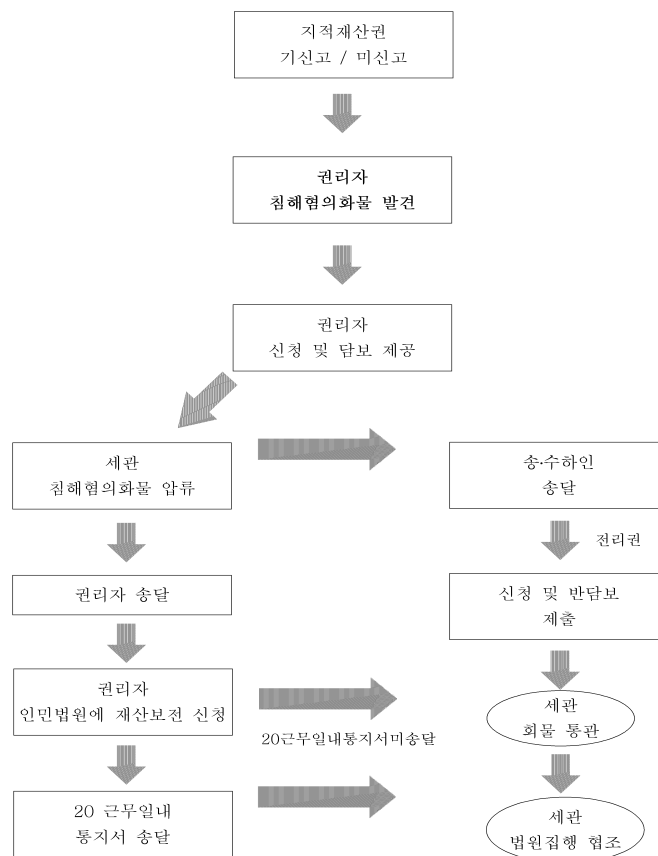 지적재산권
기신고 / 미신고
권리자
침해혐의화물 발견
권리자
신청 및 담보 제공
세관
침해혐의화물 압류
송·수하인
송달
전리권
권리자 송달
신청 및 반담보
제출
권리자
인민법원에 재산보전 신청
세관
회물 통관
20근무일내통지서미송달
20 근무일내
통지서 송달
세관
법원집행 협조